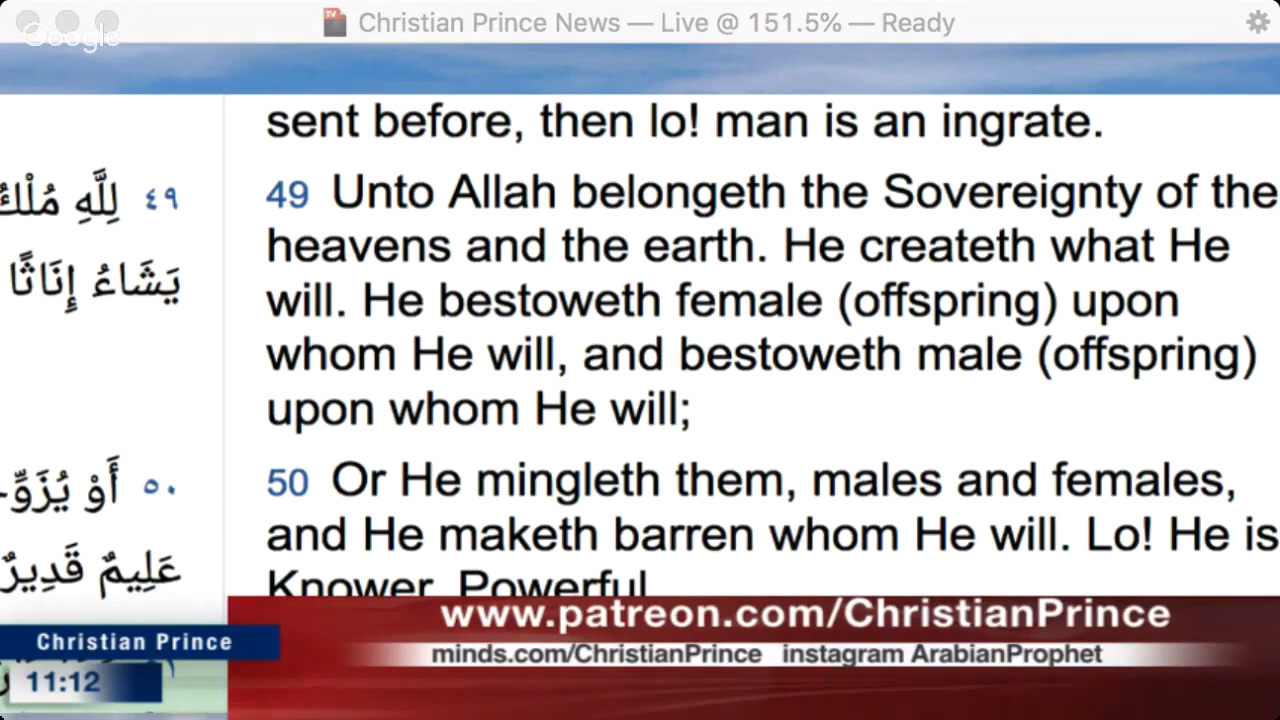 Christian Prince News — Live @ 151.5% — Ready
Google
sent before, then lo! man is an ingrate.
٤٩ لِلَّهِ مُلْكُ
يَشَاءُ إِنَاثًا
49 Unto Allah belongeth the Sovereignty of the
heavens and the earth. He createth what He
will. He bestoweth female (offspring) upon
whom He will, and bestoweth male (offspring)
upon whom He will;
٥٠ أَوْ يُزَوِّ
عَلِيمٌ قَدِيرٌ
50 Or He mingleth them, males and females,
and He maketh barren whom He will. Lo! He is
Knower, Powerful
www.patreon.com/ChristianPrince
Christian Prince
minds.com/ChristianPrince instagram ArabianProphet
11:12